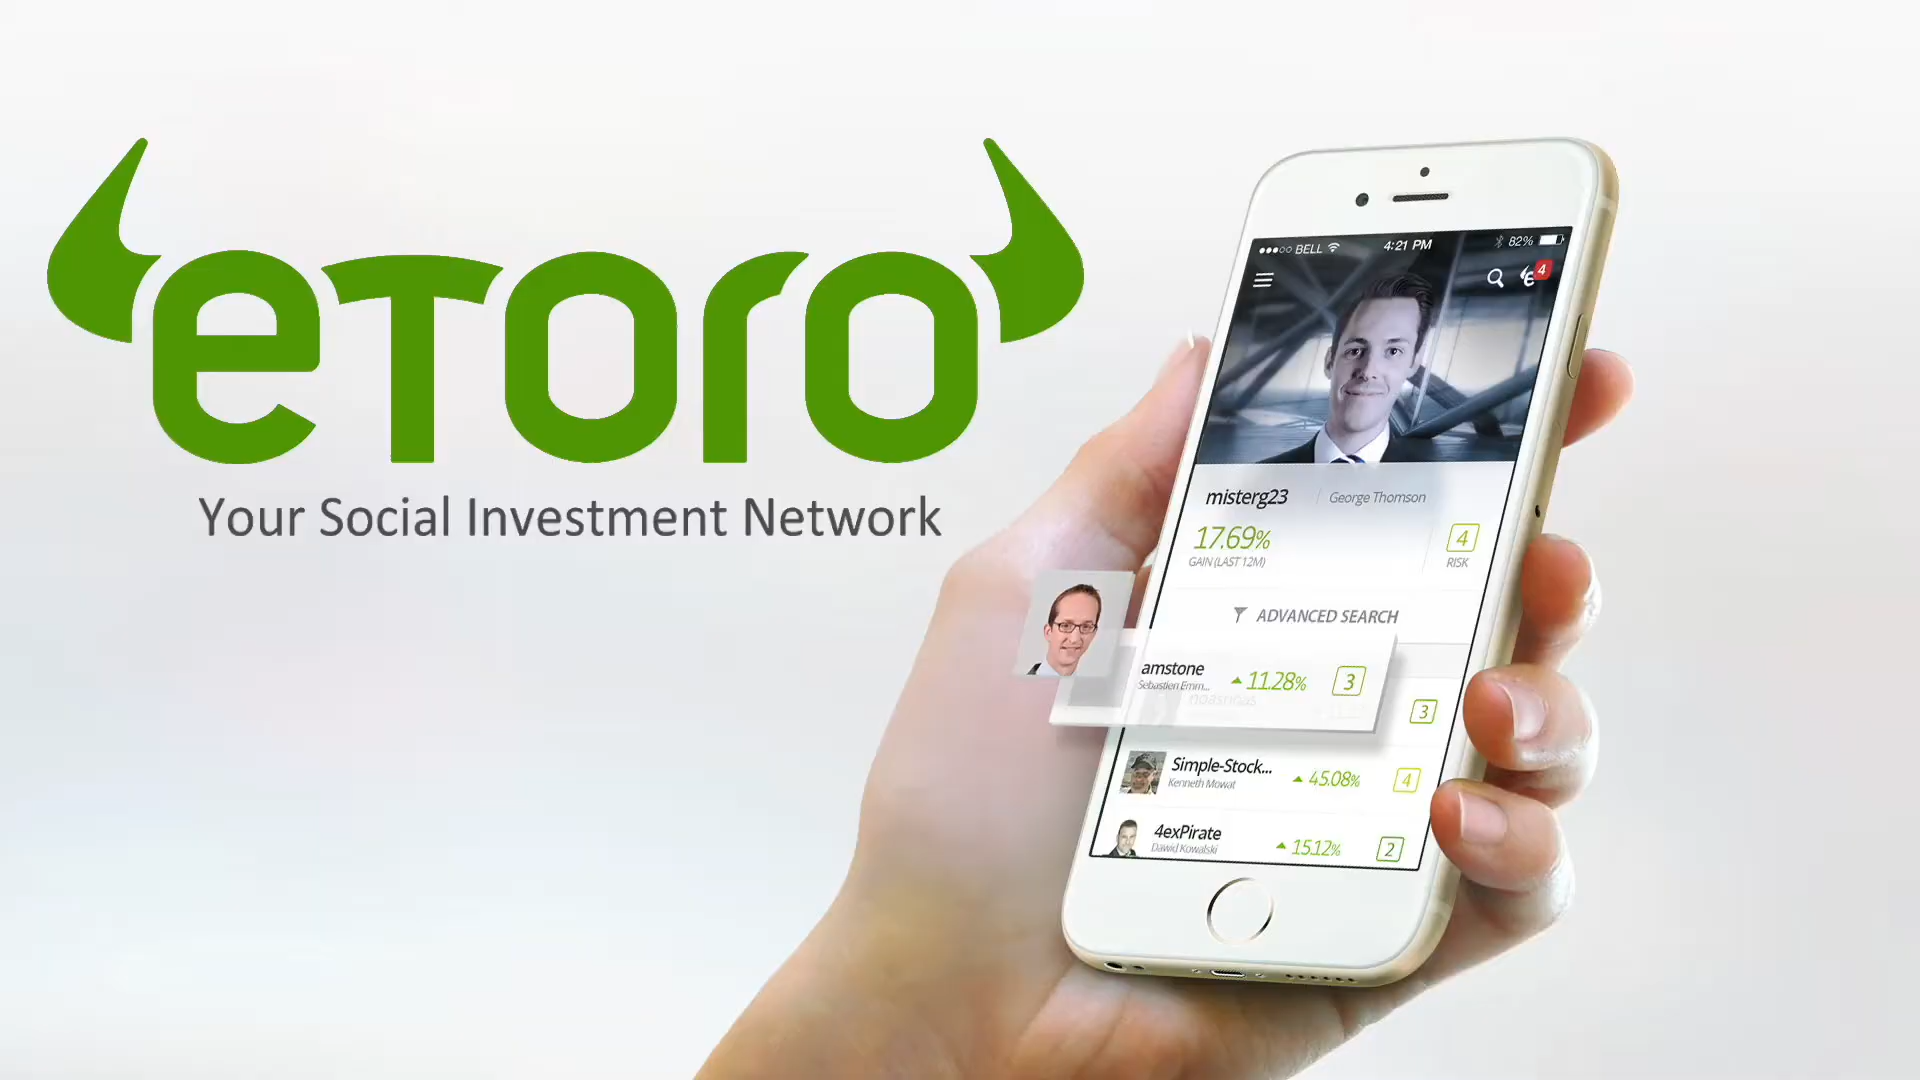 eToro
Your Social Investment Network
BELL 4:21 PM 82%
4
misterg23 George Thomson
17.69% 4
GAIN (LAST 12M) RISK
ADVANCED SEARCH
amstone 11.28% 3
Sebastien Emm...
3
Simple-Stock... 45.08% 4
Kenneth Mowat
4exPirate 15.12% 2
Dawid Kowalski